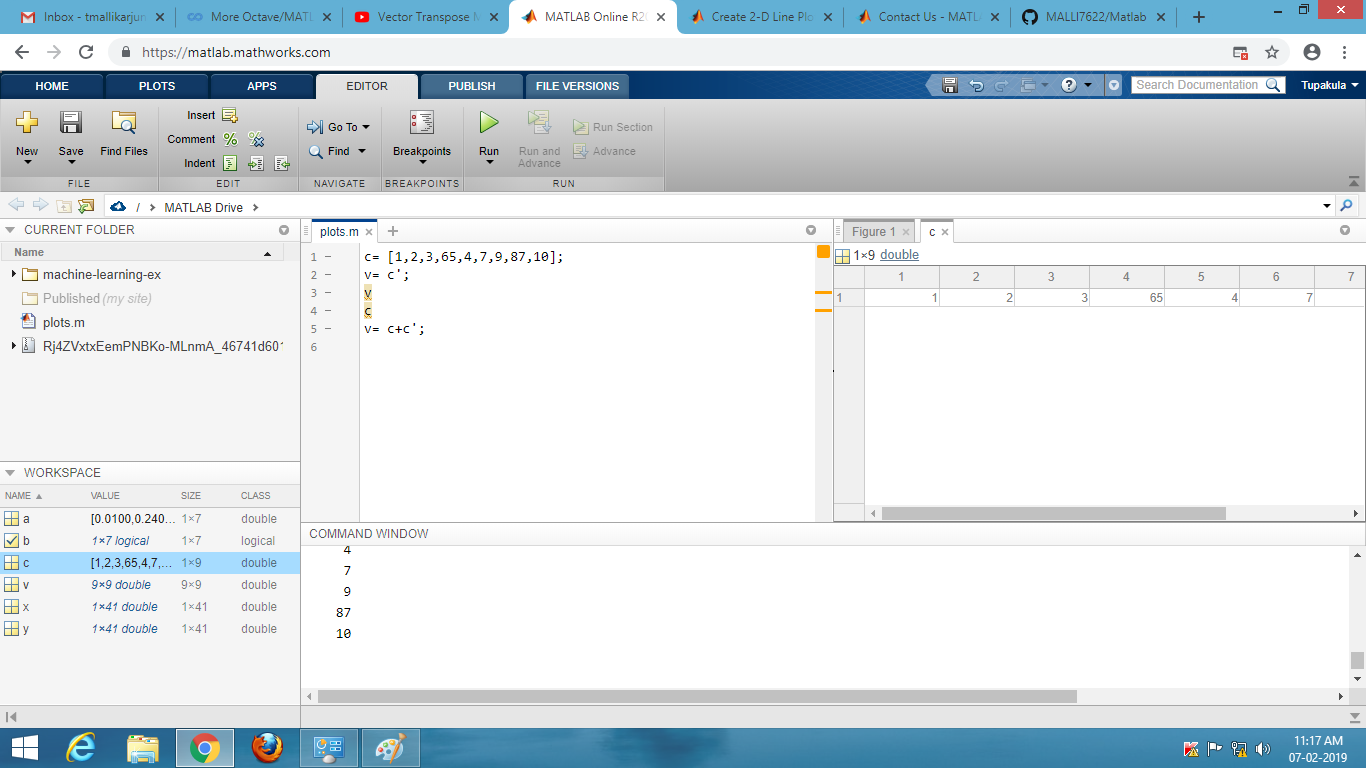 Inbox - tmallikarjun
More Octave/MATL
Vector Transpose M
MATLAB Online R20
Create 2-D Line Plo
Contact Us - MATL
MALLI7622/Matlab
https://matlab.mathworks.com
HOME PLOTS APPS EDITOR PUBLISH FILE VERSIONS Search Documentation Tupakula
New Save Find Files
Insert
Comment
Indent
Go To
Find
Breakpoints
Run
Run and Advance
Run Section
Advance
FILE EDIT NAVIGATE BREAKPOINTS RUN
/ MATLAB Drive
CURRENT FOLDER
Name
machine-learning-ex
Published (my site)
plots.m
Rj4ZVxtxEemPNBKo-MLnmA_46741d601
WORKSPACE
NAME VALUE SIZE CLASS
a [0.0100,0.240... 1×7 double
b 1×7 logical 1×7 logical
c [1,2,3,65,4,7,... 1×9 double
v 9×9 double 9×9 double
x 1×41 double 1×41 double
y 1×41 double 1×41 double
plots.m
1 – c= [1,2,3,65,4,7,9,87,10];
2 – v= c';
3 – v
4 – c
5 – v= c+c';
6
Figure 1 c
1×9 double
1 2 3 4 5 6 7
1 1 2 3 65 4 7
COMMAND WINDOW
4
7
9
87
10
11:17 AM
07-02-2019